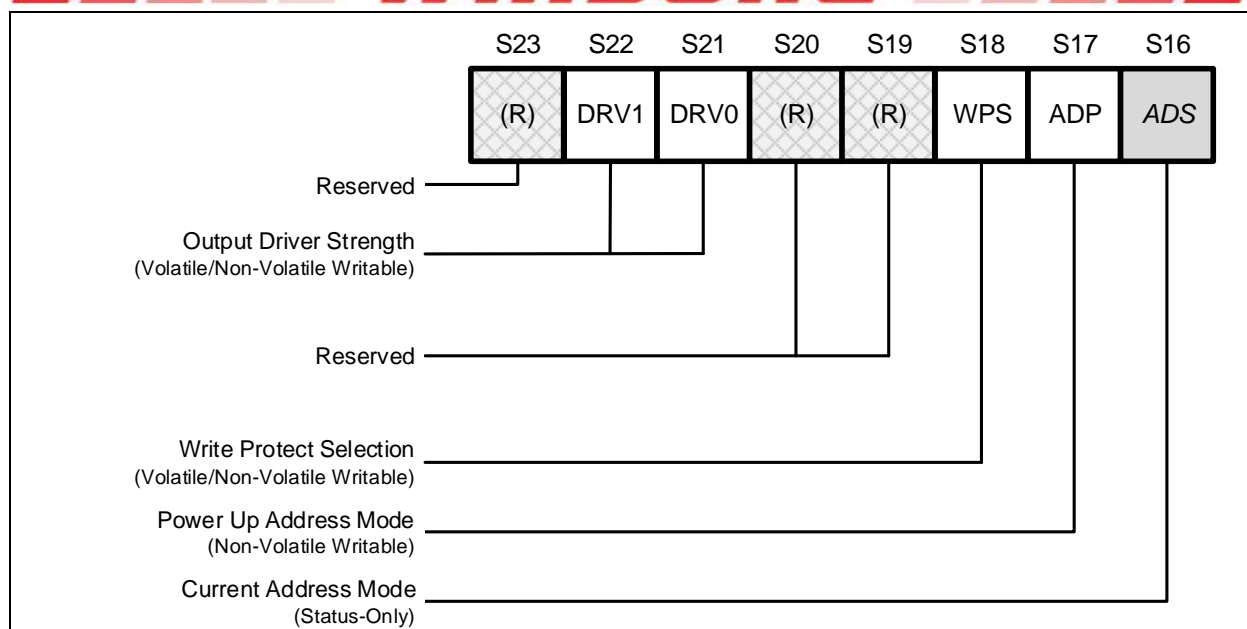 S23 S22 S21 S20 S19 S18 S17 S16
(R) DRV1 DRV0 (R) (R) WPS ADP ADS
Reserved
Output Driver Strength
(Volatile/Non-Volatile Writable)
Reserved
Write Protect Selection
(Volatile/Non-Volatile Writable)
Power Up Address Mode
(Non-Volatile Writable)
Current Address Mode
(Status-Only)